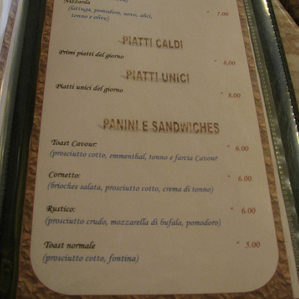 (lattuga, pomodoro, uovo, alici,
tonno e olive) 7.00
PIATTI CALDI
Primi piatti del giorno 8.00
PIATTI UNICI
Piatti unici del giorno 8.00
PANINI E SANDWICHES
Toast Cavour: 6.00
(prosciutto cotto, emmenthal, tonno e farcia Cavour
Cornetto: 6.00
(brioches salata, prosciutto cotto, crema di tonno)
Rustico: 6.00
(prosciutto crudo, mozzarella di bufala, pomodoro)
Toast normale 5.00
(prosciutto cotto, fontina)